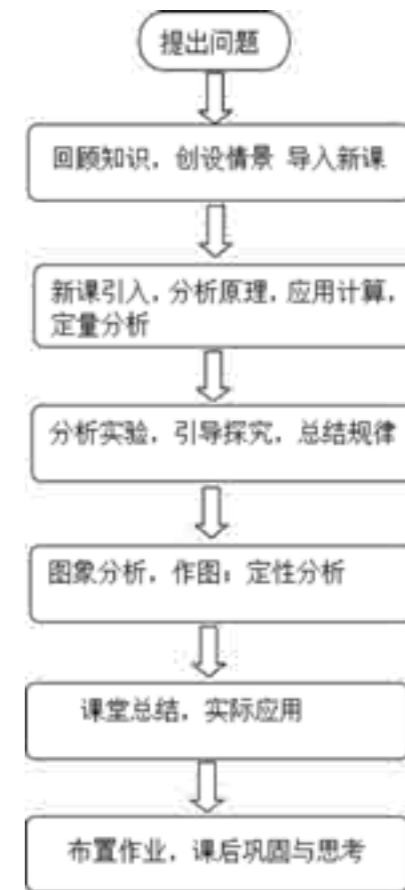 提出问题
回顾知识，创设情景 导入新课
新课引入，分析原理，应用计算，
定量分析
分析实验，引导探究，总结规律
图象分析，作图；定性分析
课堂总结，实际应用
布置作业，课后巩固与思考